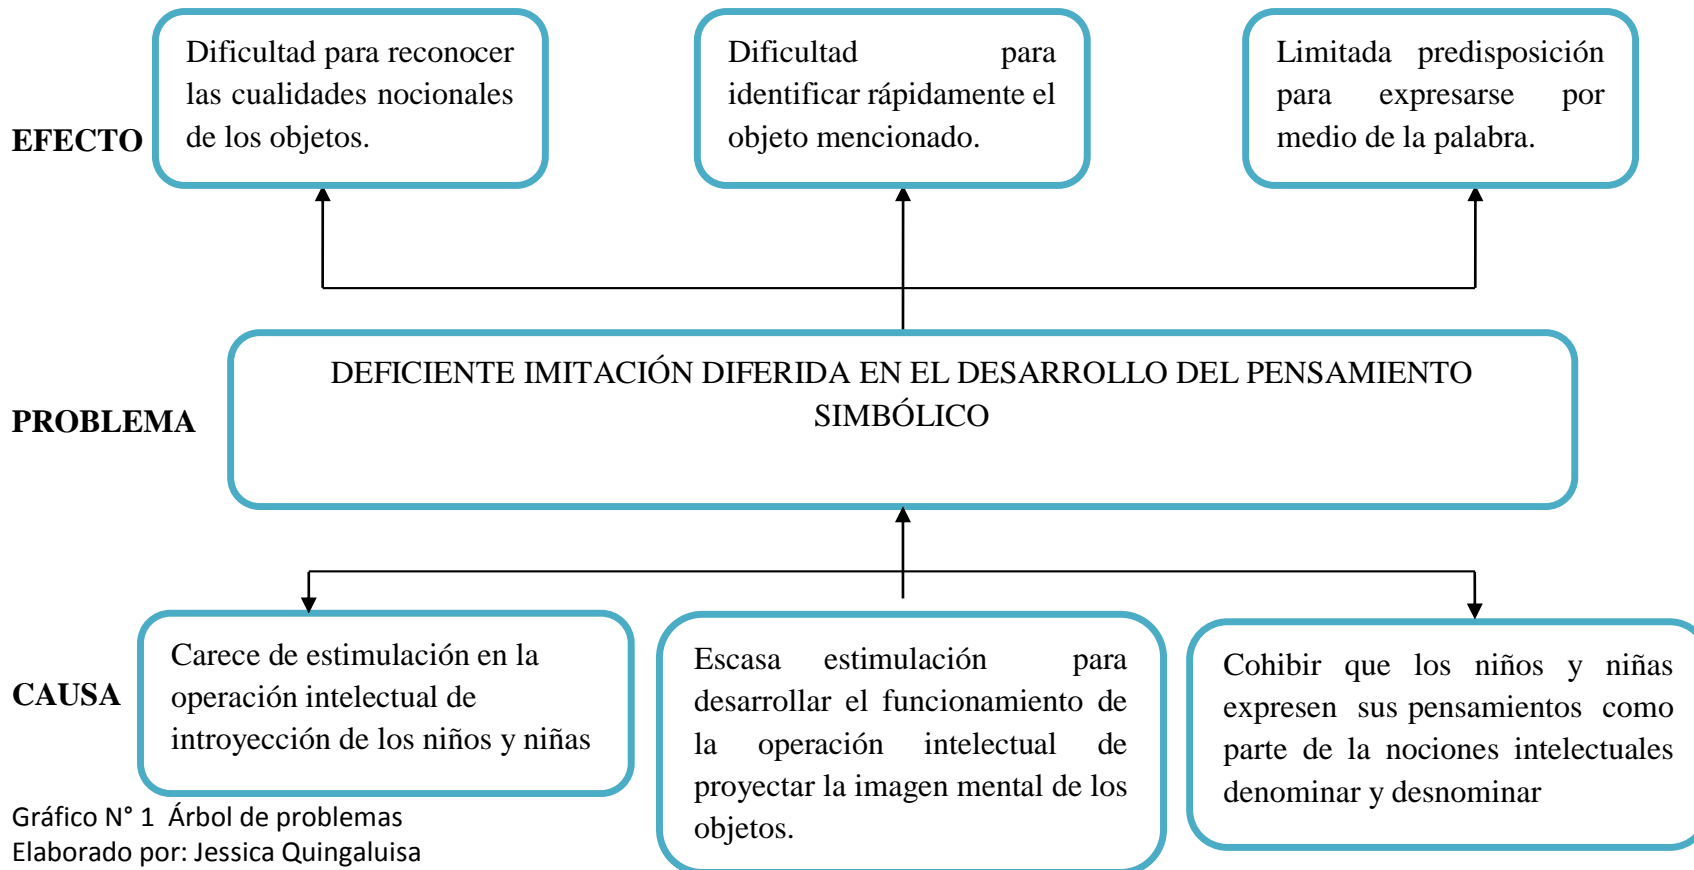 Dificultad para reconocer
las cualidades nocionales
de los objetos.
Dificultad para
identificar rápidamente el
objeto mencionado.
Limitada predisposición
para expresarse por
medio de la palabra.
EFECTO
DEFICIENTE IMITACIÓN DIFERIDA EN EL DESARROLLO DEL PENSAMIENTO
SIMBÓLICO
PROBLEMA
CAUSA
Carece de estimulación en la
operación intelectual de
introyección de los niños y niñas
Escasa estimulación para
desarrollar el funcionamiento de
la operación intelectual de
proyectar la imagen mental de los
objetos.
Cohibir que los niños y niñas
expresen sus pensamientos como
parte de la nociones intelectuales
denominar y desnominar
Gráfico N° 1 Árbol de problemas
Elaborado por: Jessica Quingaluisa